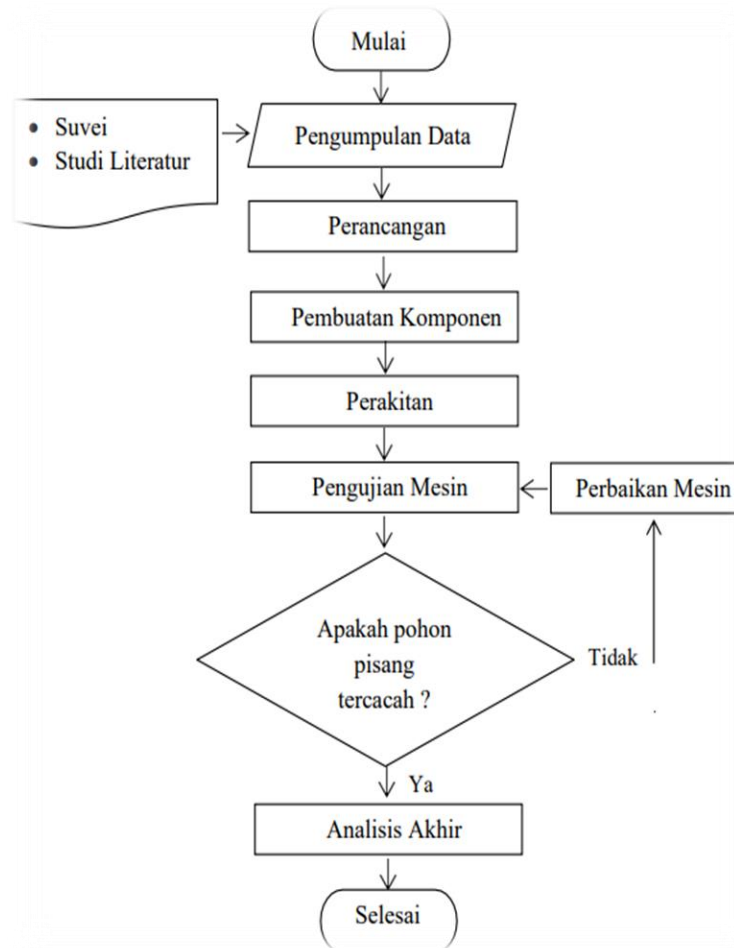 Mulai
• Suvei
• Studi Literatur
Pengumpulan Data
Perancangan
Pembuatan Komponen
Perakitan
Pengujian Mesin
Perbaikan Mesin
Apakah pohon
pisang
tercacah ?
Tidak
Ya
Analisis Akhir
Selesai